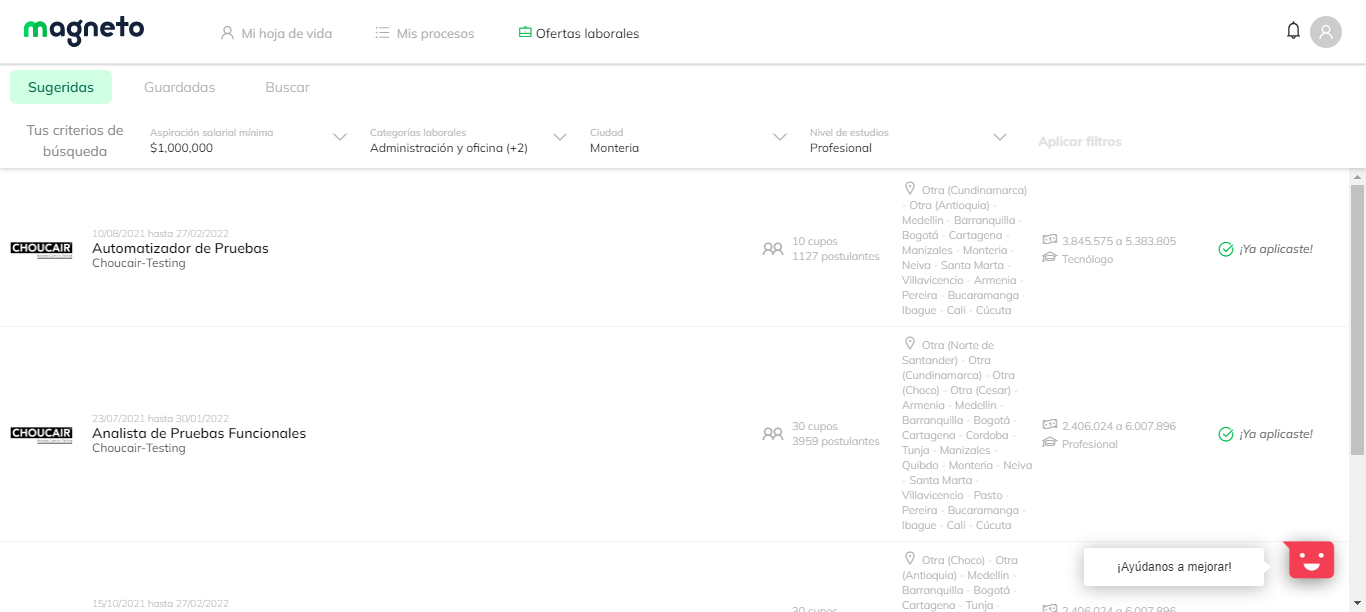 magneto
Mi hoja de vida
Mis procesos
Ofertas laborales
Sugeridas
Guardadas
Buscar
Tus criterios de
búsqueda
Aspiración salarial mínima
$1,000,000
Categorías laborales
Administración y oficina (+2)
Ciudad
Monteria
Nivel de estudios
Profesional
Aplicar filtros
CHOUCAIR
10/08/2021 hasta 27/02/2022
Automatizador de Pruebas
Choucair-Testing
10 cupos
1127 postulantes
Otra (Cundinamarca)
- Otra (Antioquia) -
Medellin - Barranquilla -
Bogotá - Cartagena -
Manizales - Monteria -
Neiva - Santa Marta -
Villavicencio - Armenia -
Pereira - Bucaramanga -
Ibague - Cali - Cúcuta
3.845.575 a 5.383.805
Tecnólogo
¡Ya aplicaste!
CHOUCAIR
23/07/2021 hasta 30/01/2022
Analista de Pruebas Funcionales
Choucair-Testing
30 cupos
3959 postulantes
Otra (Norte de
Santander) - Otra
(Cundinamarca) - Otra
(Choco) - Otra (Cesar) -
Armenia - Medellin -
Barranquilla - Bogotá -
Cartagena - Cordoba -
Tunja - Manizales -
Quibdo - Monteria - Neiva
- Santa Marta -
Villavicencio - Pasto -
Pereira - Bucaramanga -
Ibague - Cali - Cúcuta
2.406.024 a 6.007.896
Profesional
¡Ya aplicaste!
15/10/2021 hasta 27/02/2022
30 cupos
Otra (Choco) - Otra
(Antioquia) - Medellin -
Barranquilla - Bogotá -
Cartagena - Tunja -
2.406.024 a 6.007.896
¡Ayúdanos a mejorar!